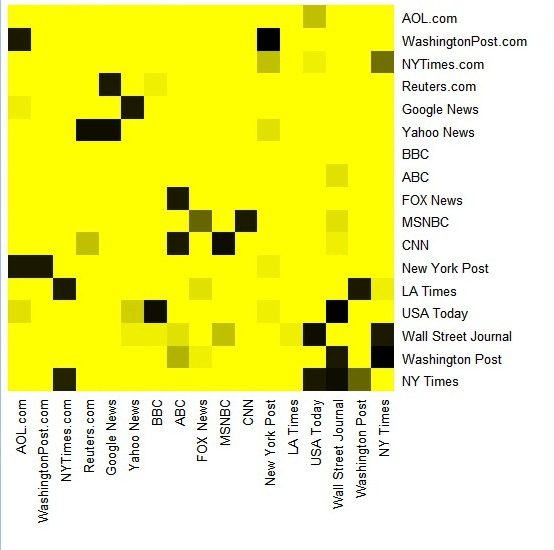 AOL.com
WashingtonPost.com
NYTimes.com
Reuters.com
Google News
Yahoo News
BBC
ABC
FOX News
MSNBC
CNN
New York Post
LA Times
USA Today
Wall Street Journal
Washington Post
NY Times
AOL.com
WashingtonPost.com
NYTimes.com
Reuters.com
Google News
Yahoo News
BBC
ABC
FOX News
MSNBC
CNN
New York Post
LA Times
USA Today
Wall Street Journal
Washington Post
NY Times